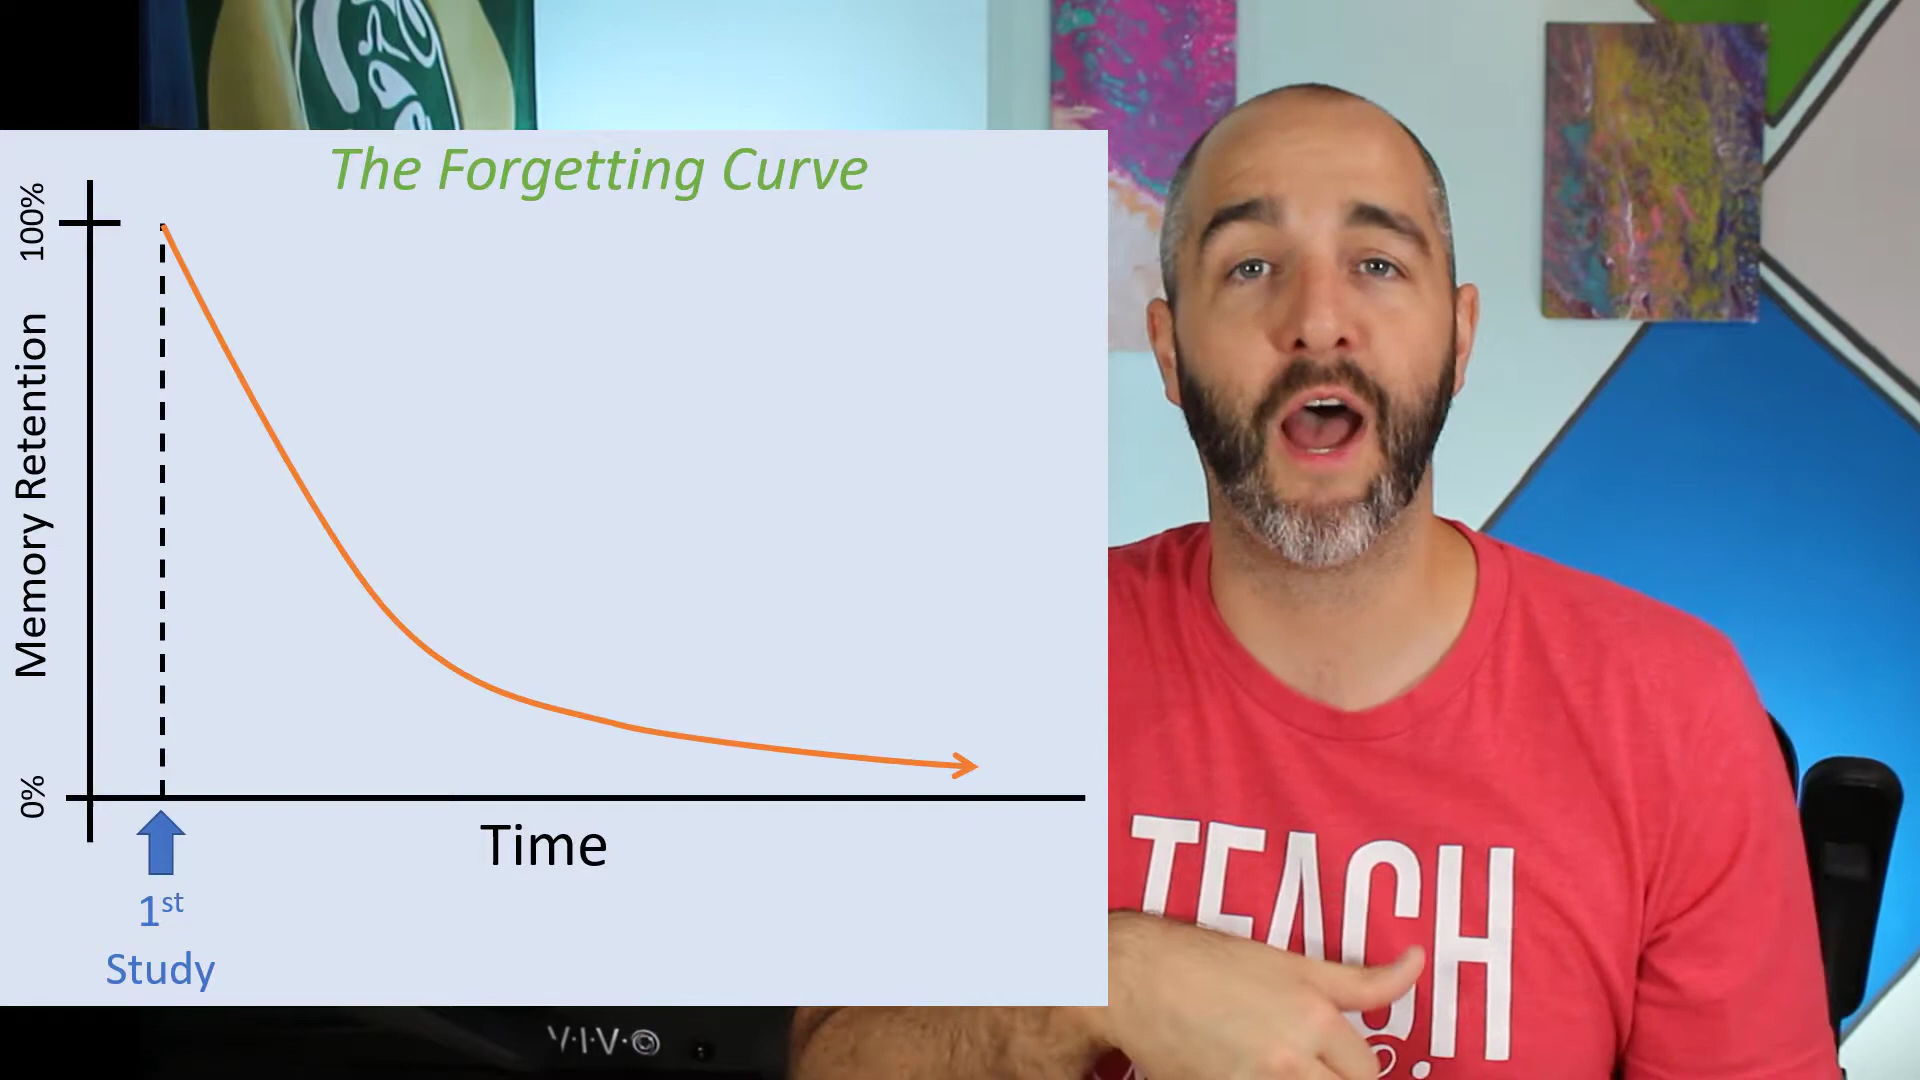 The Forgetting Curve
100%
Memory Retention
0%
Time
1st
Study
TEACH
V·I·V·O